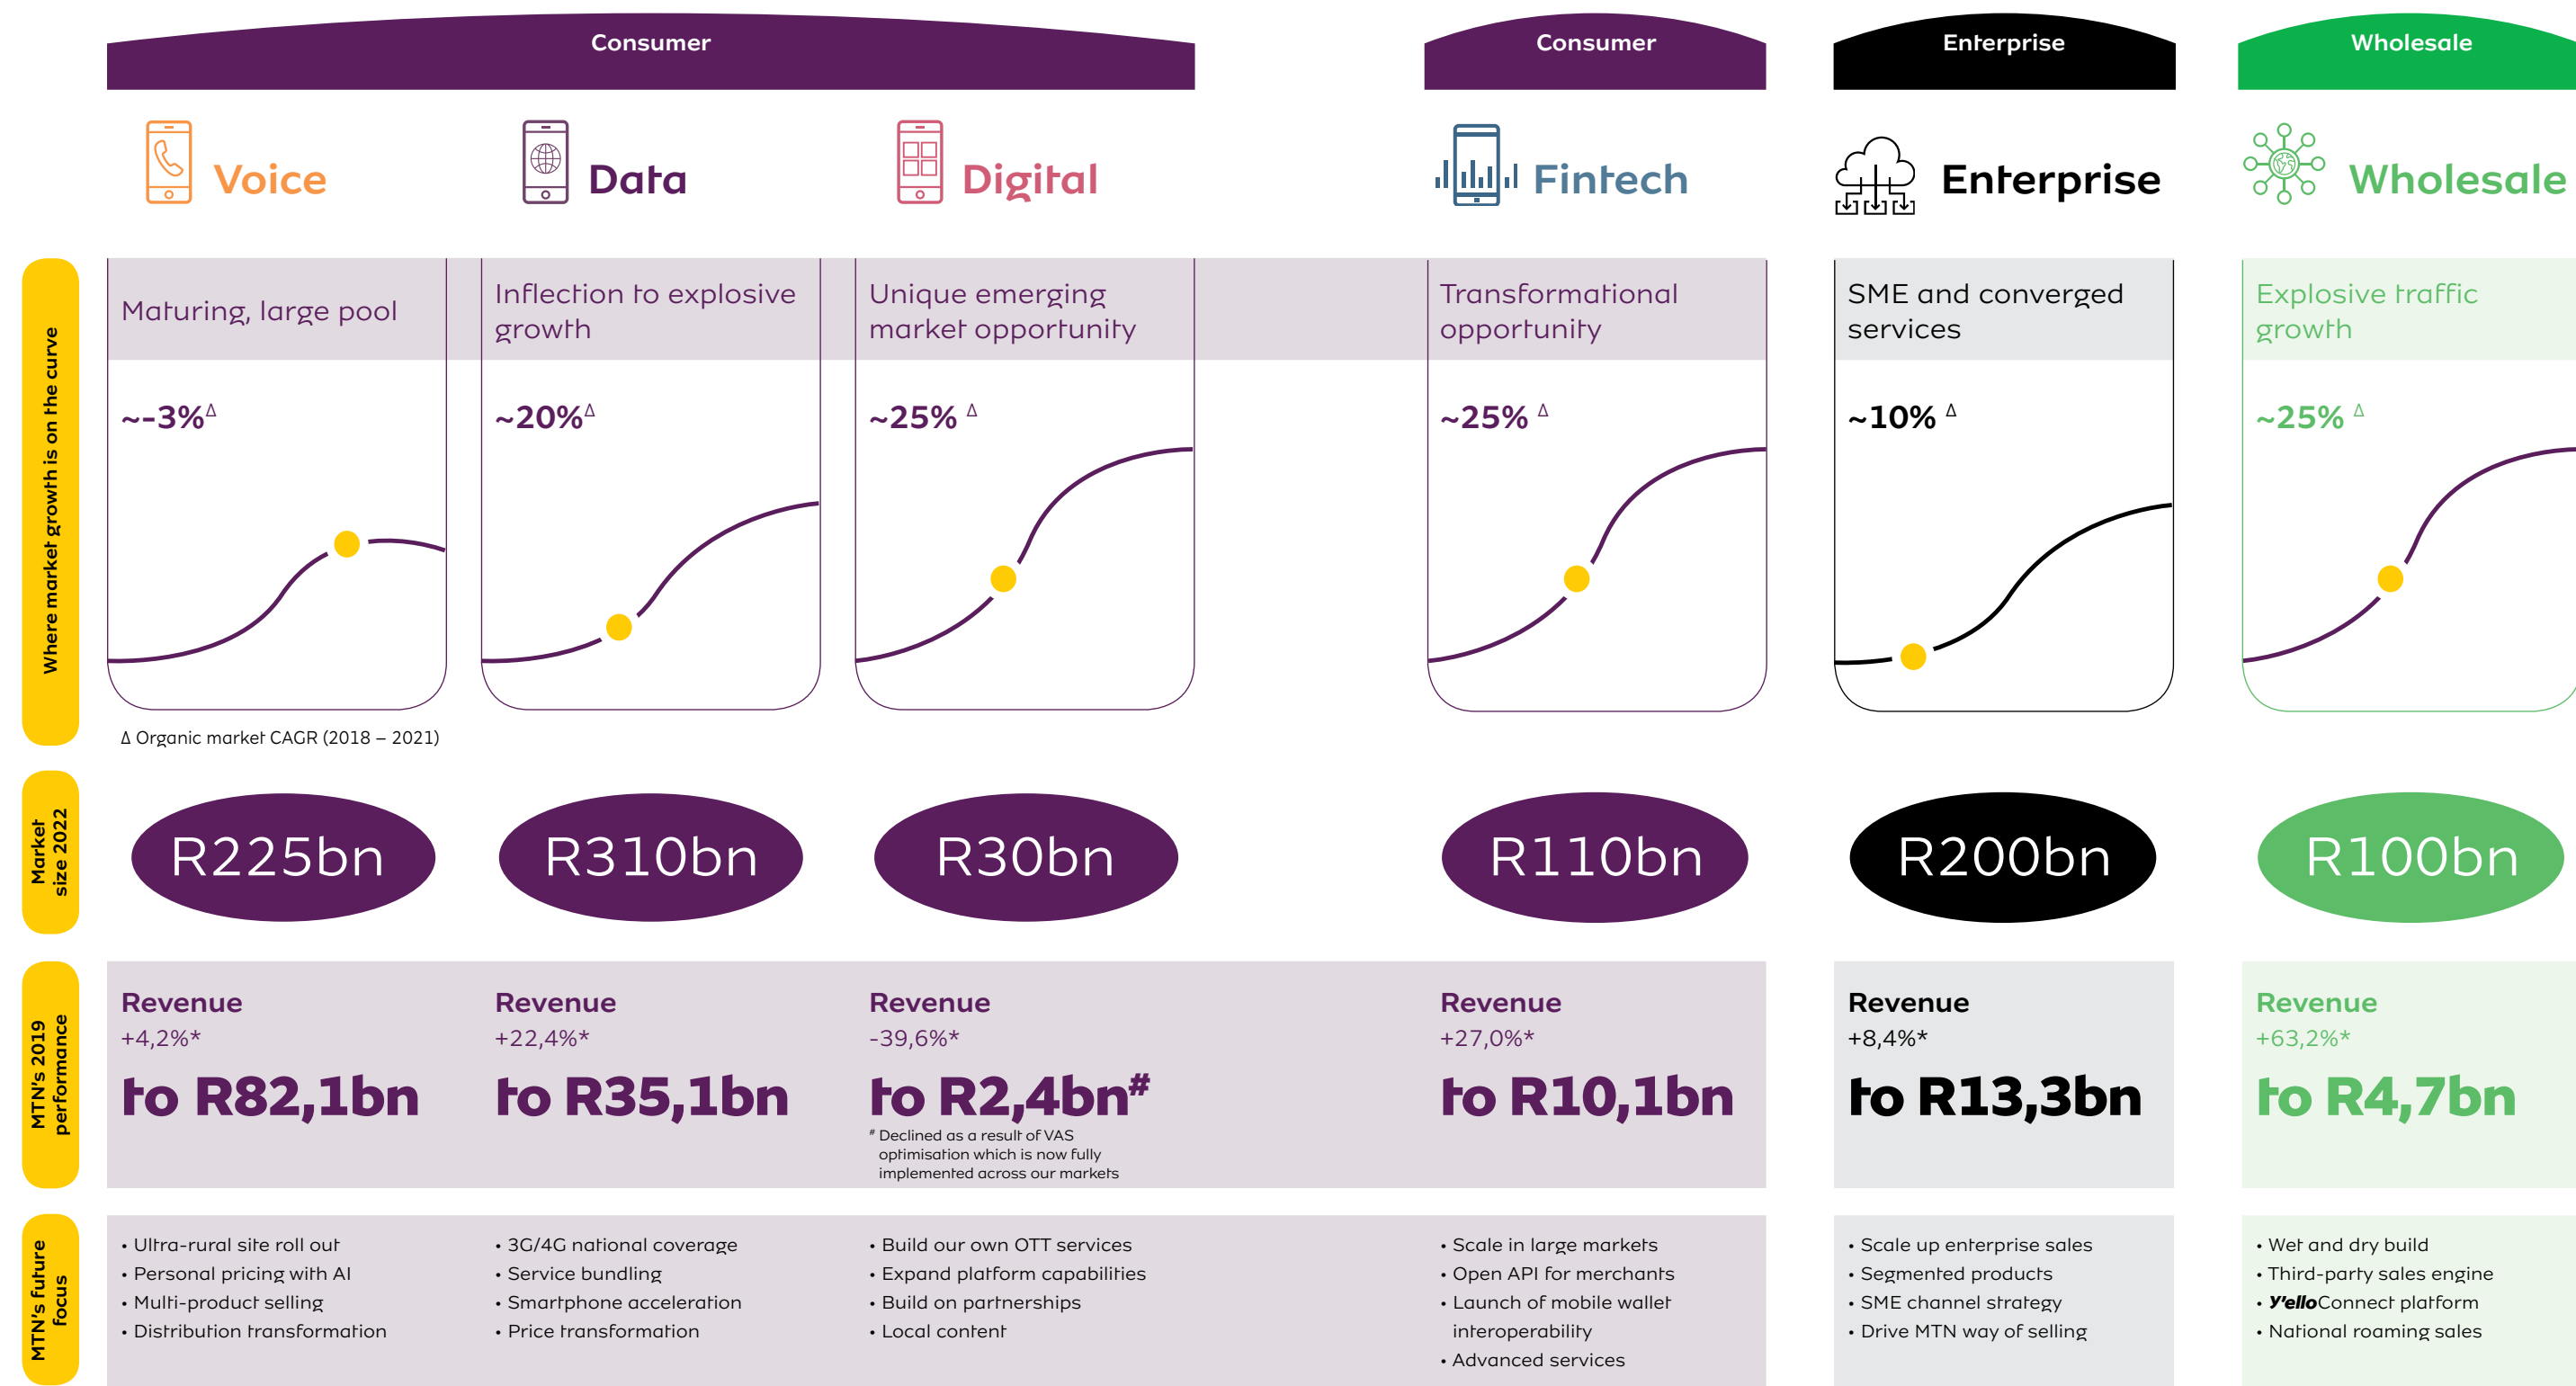 Consumer
Consumer
Enterprise
Wholesale
Voice
Data
Digital
Fintech
Enterprise
Wholesale
Where market growth is on the curve
Maturing, large pool
Inflection to explosive
growth
Unique emerging
market opportunity
Transformational
opportunity
SME and converged
services
Explosive traffic
growth
~-3%Δ
~20%Δ
~25% Δ
~25% Δ
~10% Δ
~25% Δ
Δ Organic market CAGR (2018 – 2021)
Market
size 2022
R225bn
R310bn
R30bn
R110bn
R200bn
R100bn
MTN's 2019
performance
Revenue
+4,2%*
to R82,1bn
Revenue
+22,4%*
to R35,1bn
Revenue
-39,6%*
to R2,4bn#
# Declined as a result of VAS
optimisation which is now fully
implemented across our markets
Revenue
+27,0%*
to R10,1bn
Revenue
+8,4%*
to R13,3bn
Revenue
+63,2%*
to R4,7bn
MTN's future
focus
• Ultra-rural site roll out
• Personal pricing with AI
• Multi-product selling
• Distribution transformation
• 3G/4G national coverage
• Service bundling
• Smartphone acceleration
• Price transformation
• Build our own OTT services
• Expand platform capabilities
• Build on partnerships
• Local content
• Scale in large markets
• Open API for merchants
• Launch of mobile wallet
interoperability
• Advanced services
• Scale up enterprise sales
• Segmented products
• SME channel strategy
• Drive MTN way of selling
• Wet and dry build
• Third-party sales engine
• Y'elloConnect platform
• National roaming sales